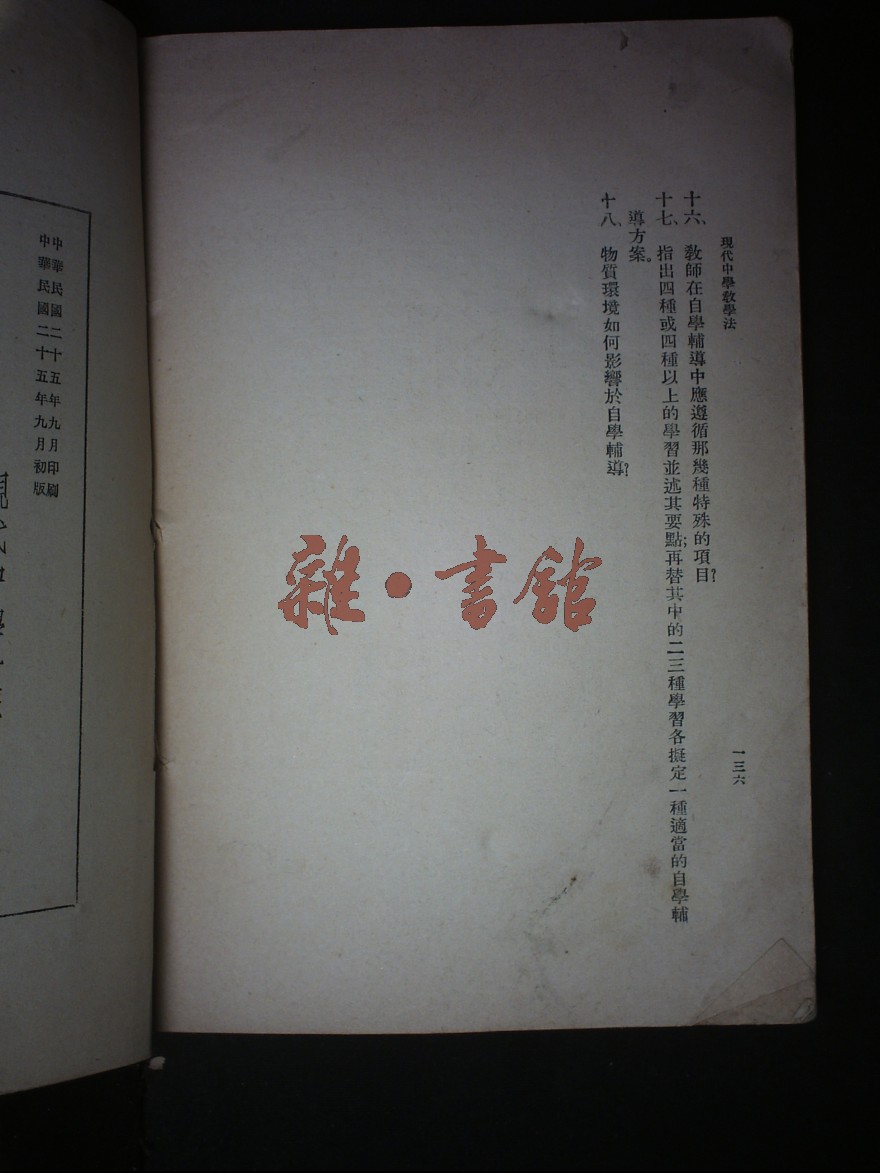 現代中學教學法
一三六
十六、教師在自學輔導中應遵循那幾種特殊的項目?
十七、指出四種或四種以上的學習並述其要點;再替其中的二三種學習各擬定一種適當的自學輔
導方案。
十八、物質環境如何影響於自學輔導?
雜·書館
中華民國二十五年九月印刷
中華民國二十五年九月初版